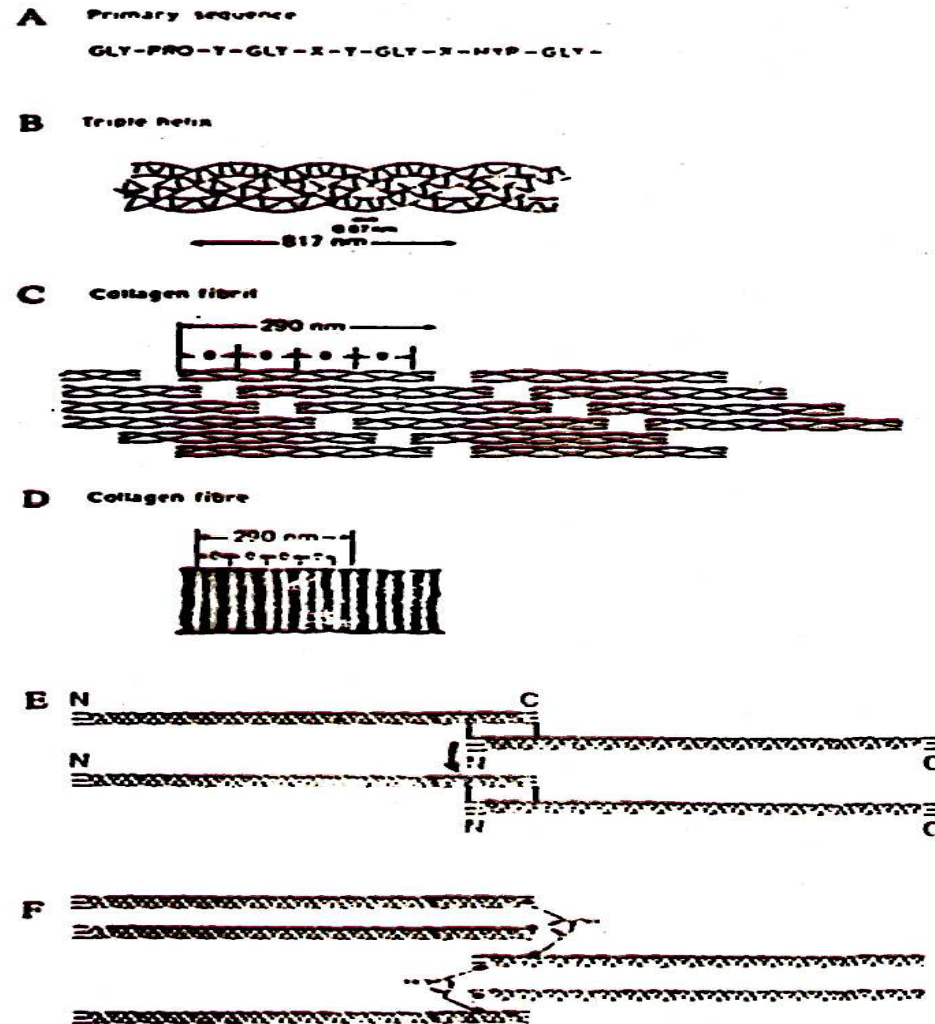 A Primary sequence
GLY-PRO-Y-GLY-X-Y-GLY-X-HYP-GLY-
B Triple helix
817 nm
C Collagen fibril
290 nm
D Collagen fibre
290 nm
E N C
N N C
N C
F